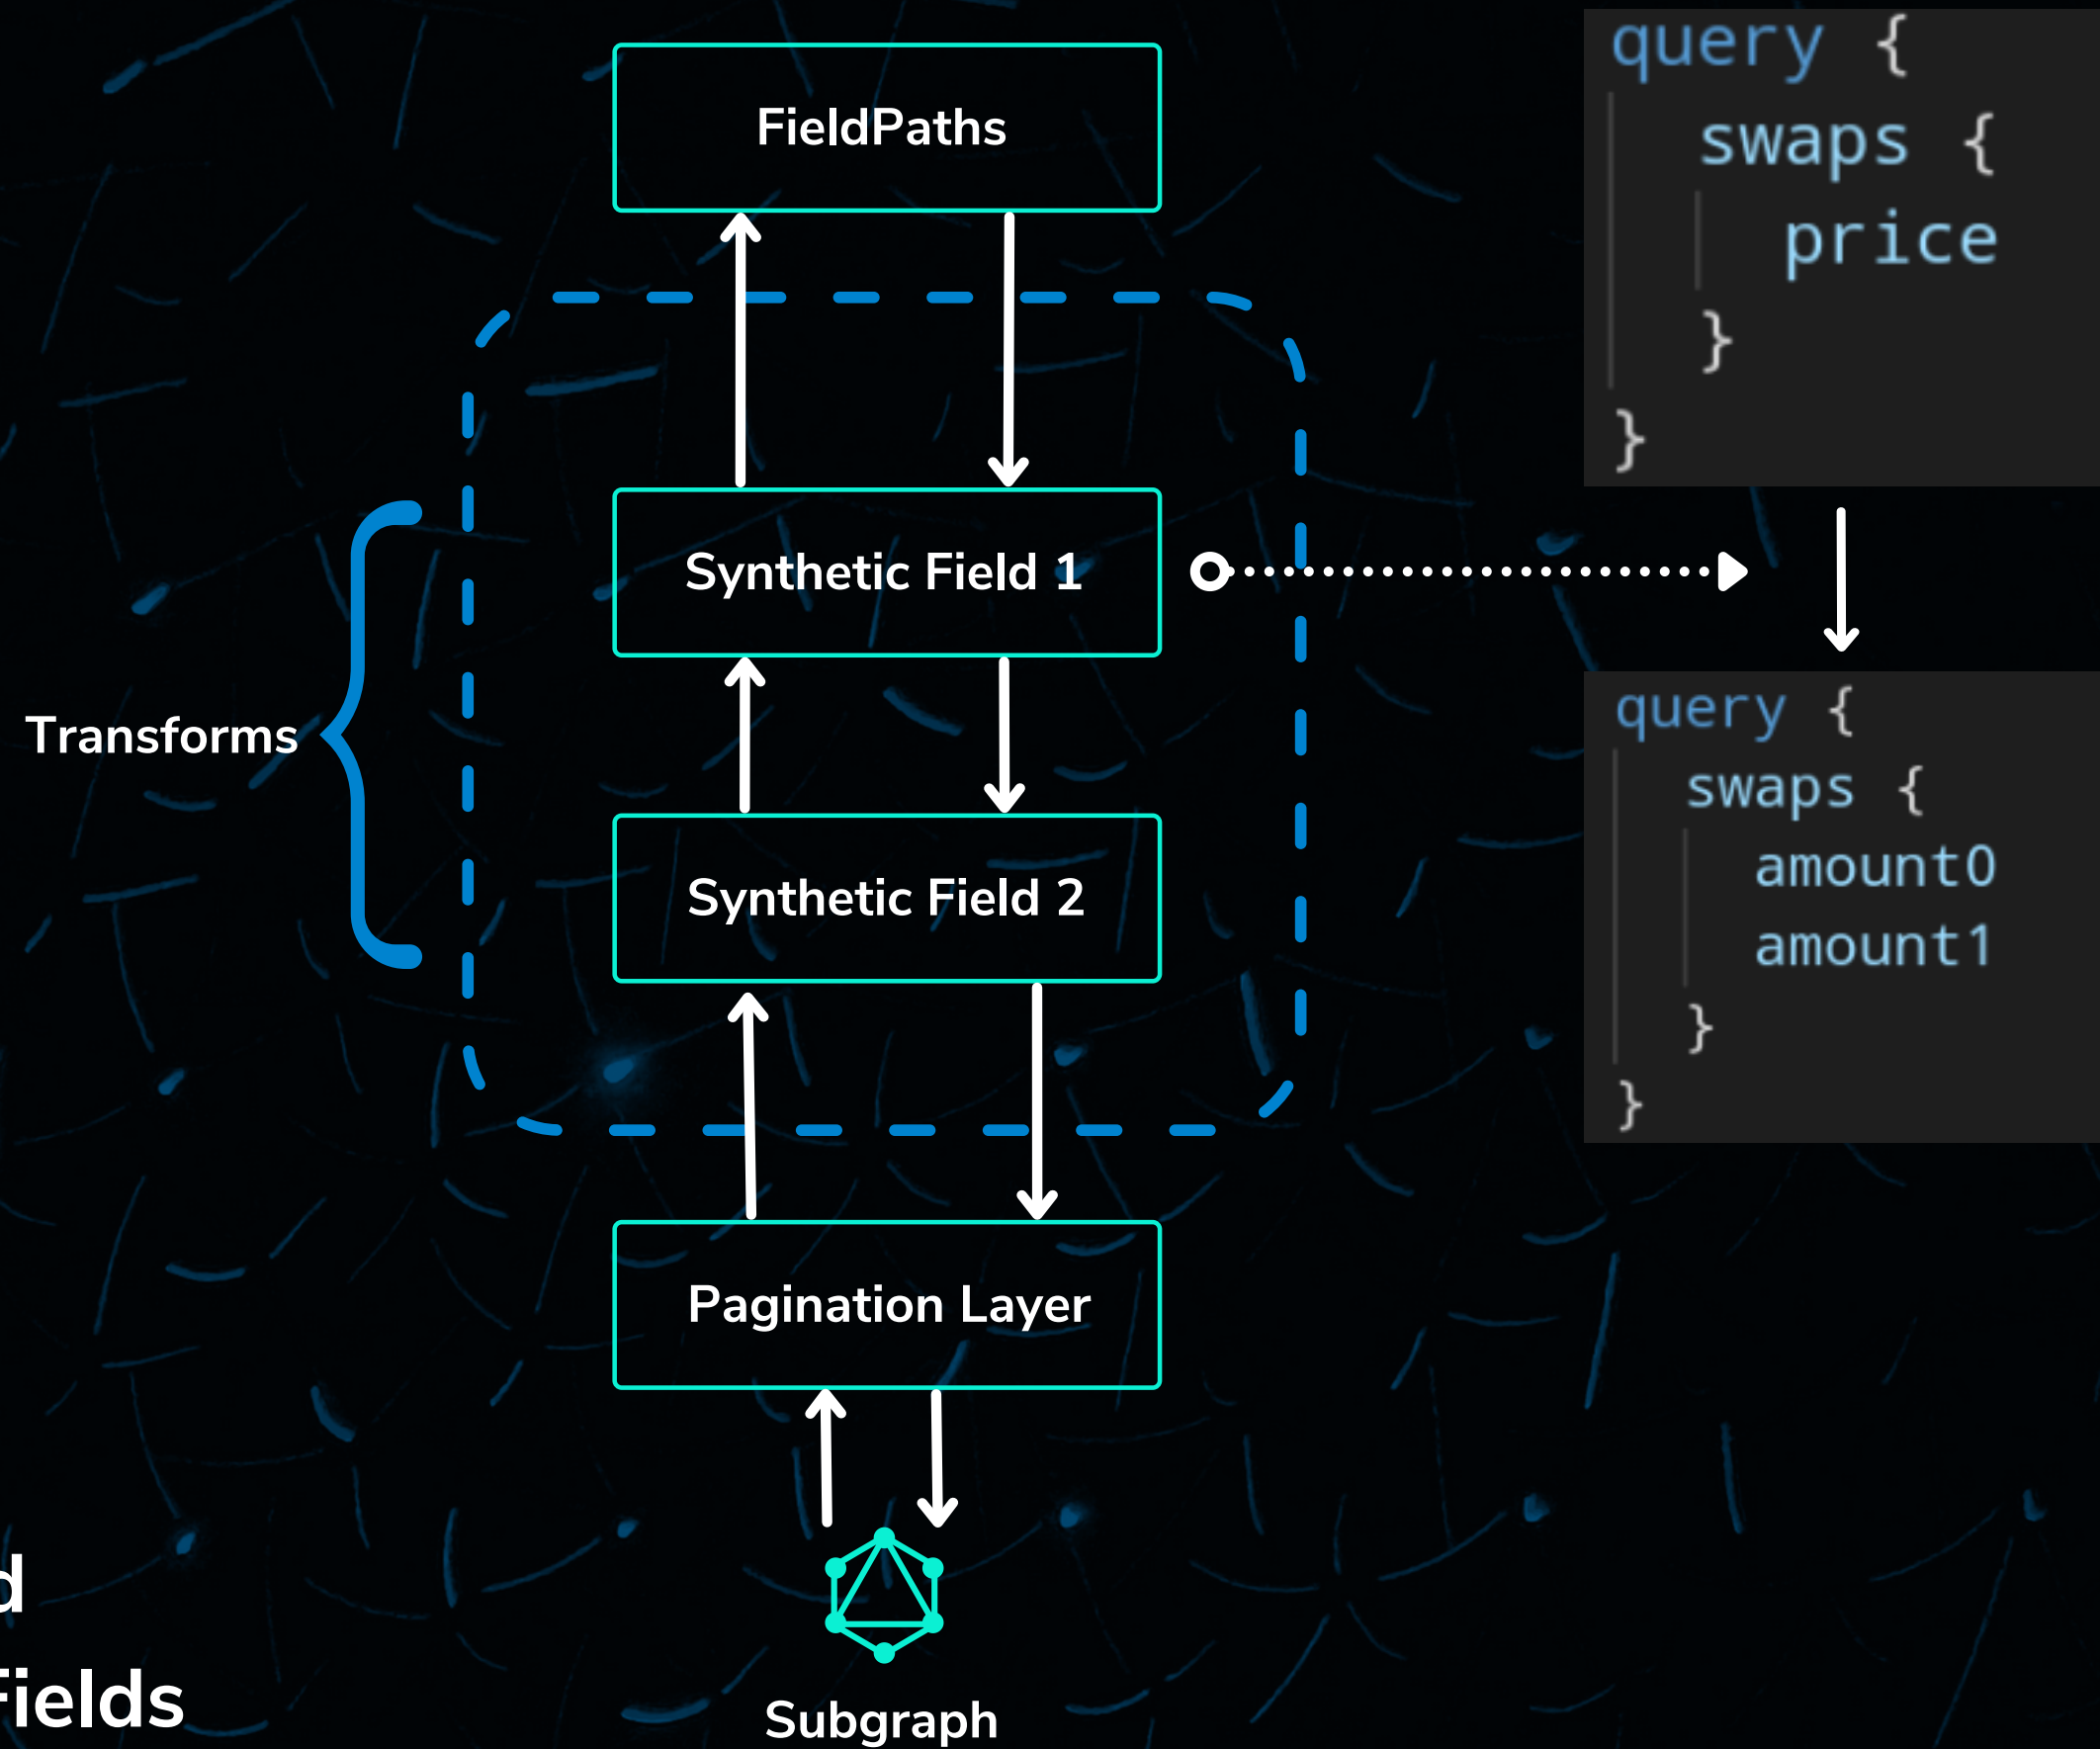 FieldPaths
Synthetic Field 1
Transforms
Synthetic Field 2
Pagination Layer
Subgraph
query {
swaps {
price
}
}
query {
swaps {
amount0
amount1
}
}
Fields